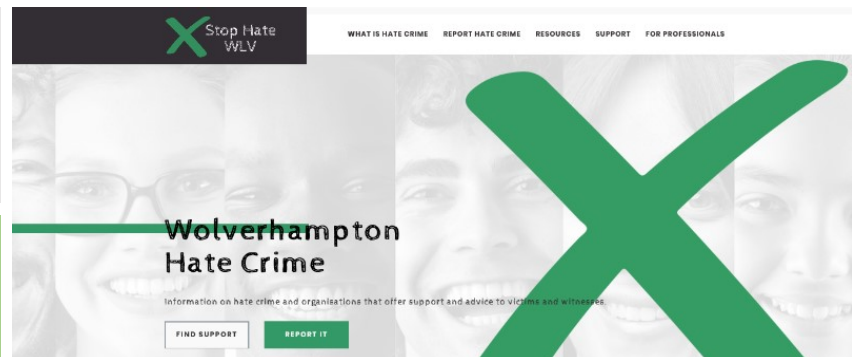 Stop Hate
WLV
WHAT IS HATE CRIME REPORT HATE CRIME RESOURCES SUPPORT FOR PROFESSIONALS
Wolverhampton
Hate Crime
Information on hate crime and organisations that offer support and advice to victims and witnesses.
FIND SUPPORT REPORT IT